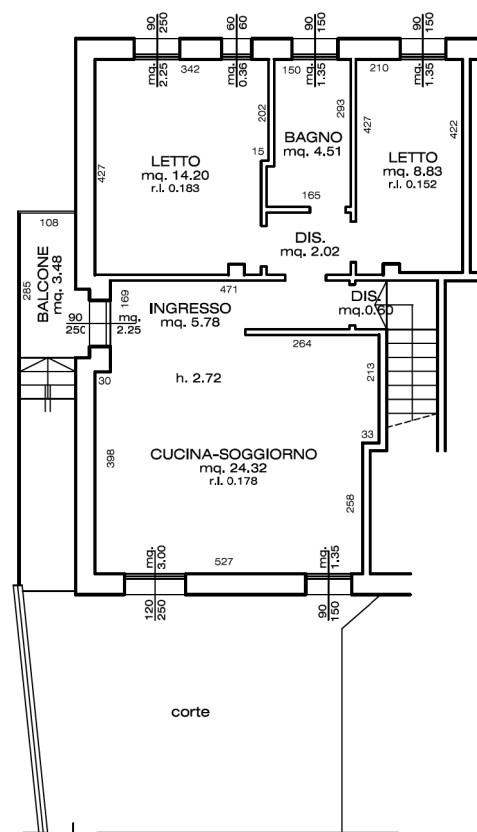 90
250
60
60
90
150
90
150
mq.
2.25
342
mq.
0.36
150
mq.
1.35
210
mq.
1.35
202
293
427
422
15
427
BAGNO
mq. 4.51
LETTO
mq. 14.20
r.l. 0.183
LETTO
mq. 8.83
r.l. 0.152
165
108
DIS.
mq. 2.02
285
BALCONE
mq. 3.48
169
471
INGRESSO
mq. 5.78
DIS.
mq.0.60
90
250
mq.
2.25
264
213
30
h. 2.72
33
398
CUCINA-SOGGIORNO
mq. 24.32
r.l. 0.178
258
mq.
3.00
527
mq.
1.35
120
250
90
150
corte